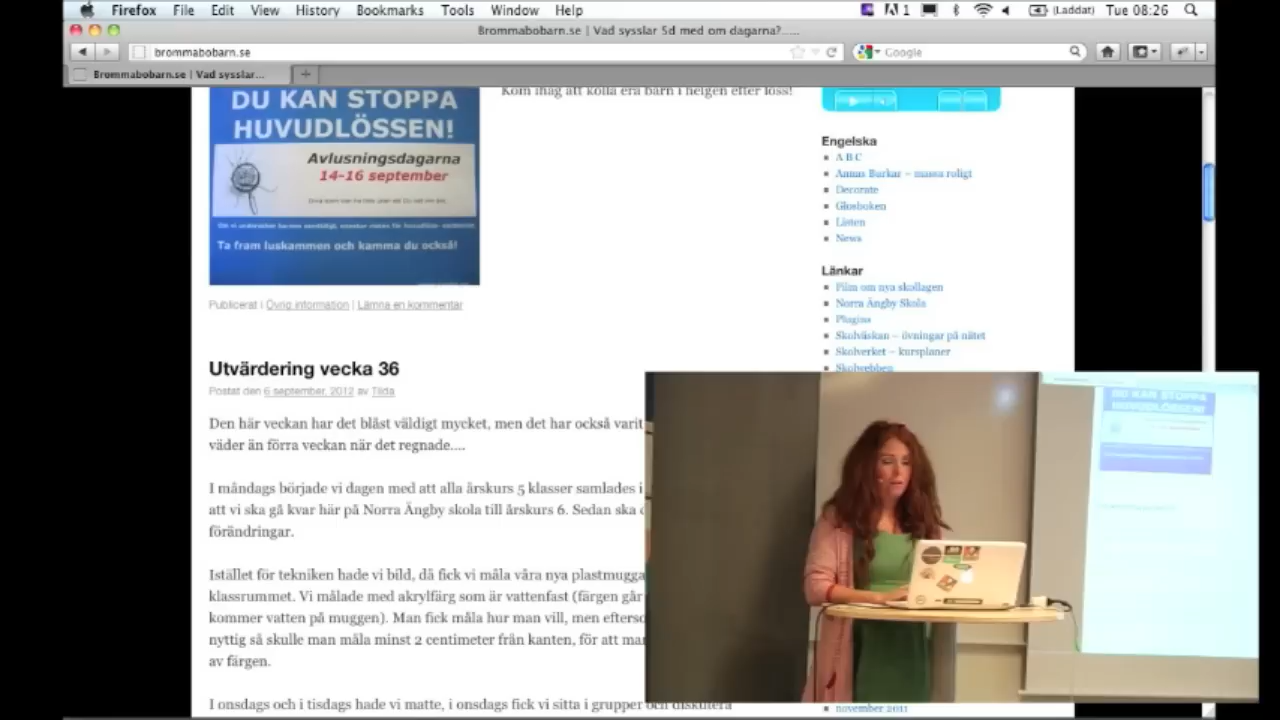 Firefox File Edit View History Bookmarks Tools Window Help 1 (Laddat) Tue 08:26
Brommabobarn.se | Vad sysslar 5d med om dagarna?.....
brommabobarn.se
Google
Brommabobarn.se | Vad sysslar...
Kom ihåg att kolla era barn i helgen efter löss!
DU KAN STOPPA
HUVUDLÖSSEN!
Avlusningsdagarna
14-16 september
Ta fram luskammen och kamma du också!
Publicerat i Övrig information | Lämna en kommentar
Utvärdering vecka 36
Postat den 6 september, 2012 av Tilda
Den här veckan har det blåst väldigt mycket, men det har också varit
väder än förra veckan när det regnade....
I måndags började vi dagen med att alla årskurs 5 klasser samlades i
att vi ska gå kvar här på Norra Ängby skola till årskurs 6. Sedan ska
förändringar.
Istället för tekniken hade vi bild, då fick vi måla våra nya plastmugga
klassrummet. Vi målade med akrylfärg som är vattenfast (färgen går
kommer vatten på muggen). Man fick måla hur man vill, men efterso
nyttig så skulle man måla minst 2 centimeter från kanten, för att man
av färgen.
I onsdags och i tisdags hade vi matte, i onsdags fick vi sitta i grupper och diskutera
Engelska
A B C
Annas Burkar – massa roligt
Decorate
Glosboken
Listen
News
Länkar
Film om nya skollagen
Norra Ängby Skola
Plugins
Skolväskan – övningar på nätet
Skolverket – kursplaner
Skolwebben
DU KAN STOPPA
HUVUDLÖSSEN!
november 2011